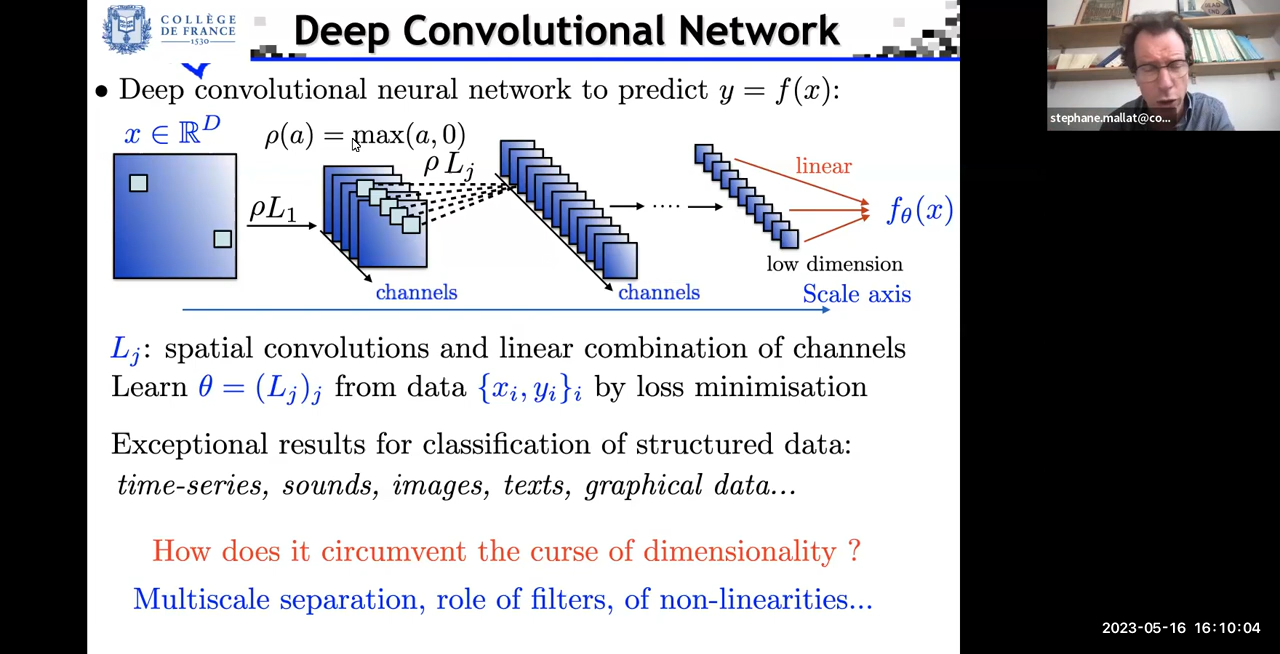 COLLÈGE
DE FRANCE
1530
Deep Convolutional Network
• Deep convolutional neural network to predict y = f(x):
x ∈ ℝ^D
ρ(a) = max(a, 0)
ρL_1
ρ L_j
channels
channels
linear
f_θ(x)
low dimension
Scale axis
L_j: spatial convolutions and linear combination of channels
Learn θ = (L_j)_j from data {x_i, y_i}_i by loss minimisation
Exceptional results for classification of structured data:
time-series, sounds, images, texts, graphical data...
How does it circumvent the curse of dimensionality ?
Multiscale separation, role of filters, of non-linearities...
stephane.mallat@co...
2023-05-16 16:10:04